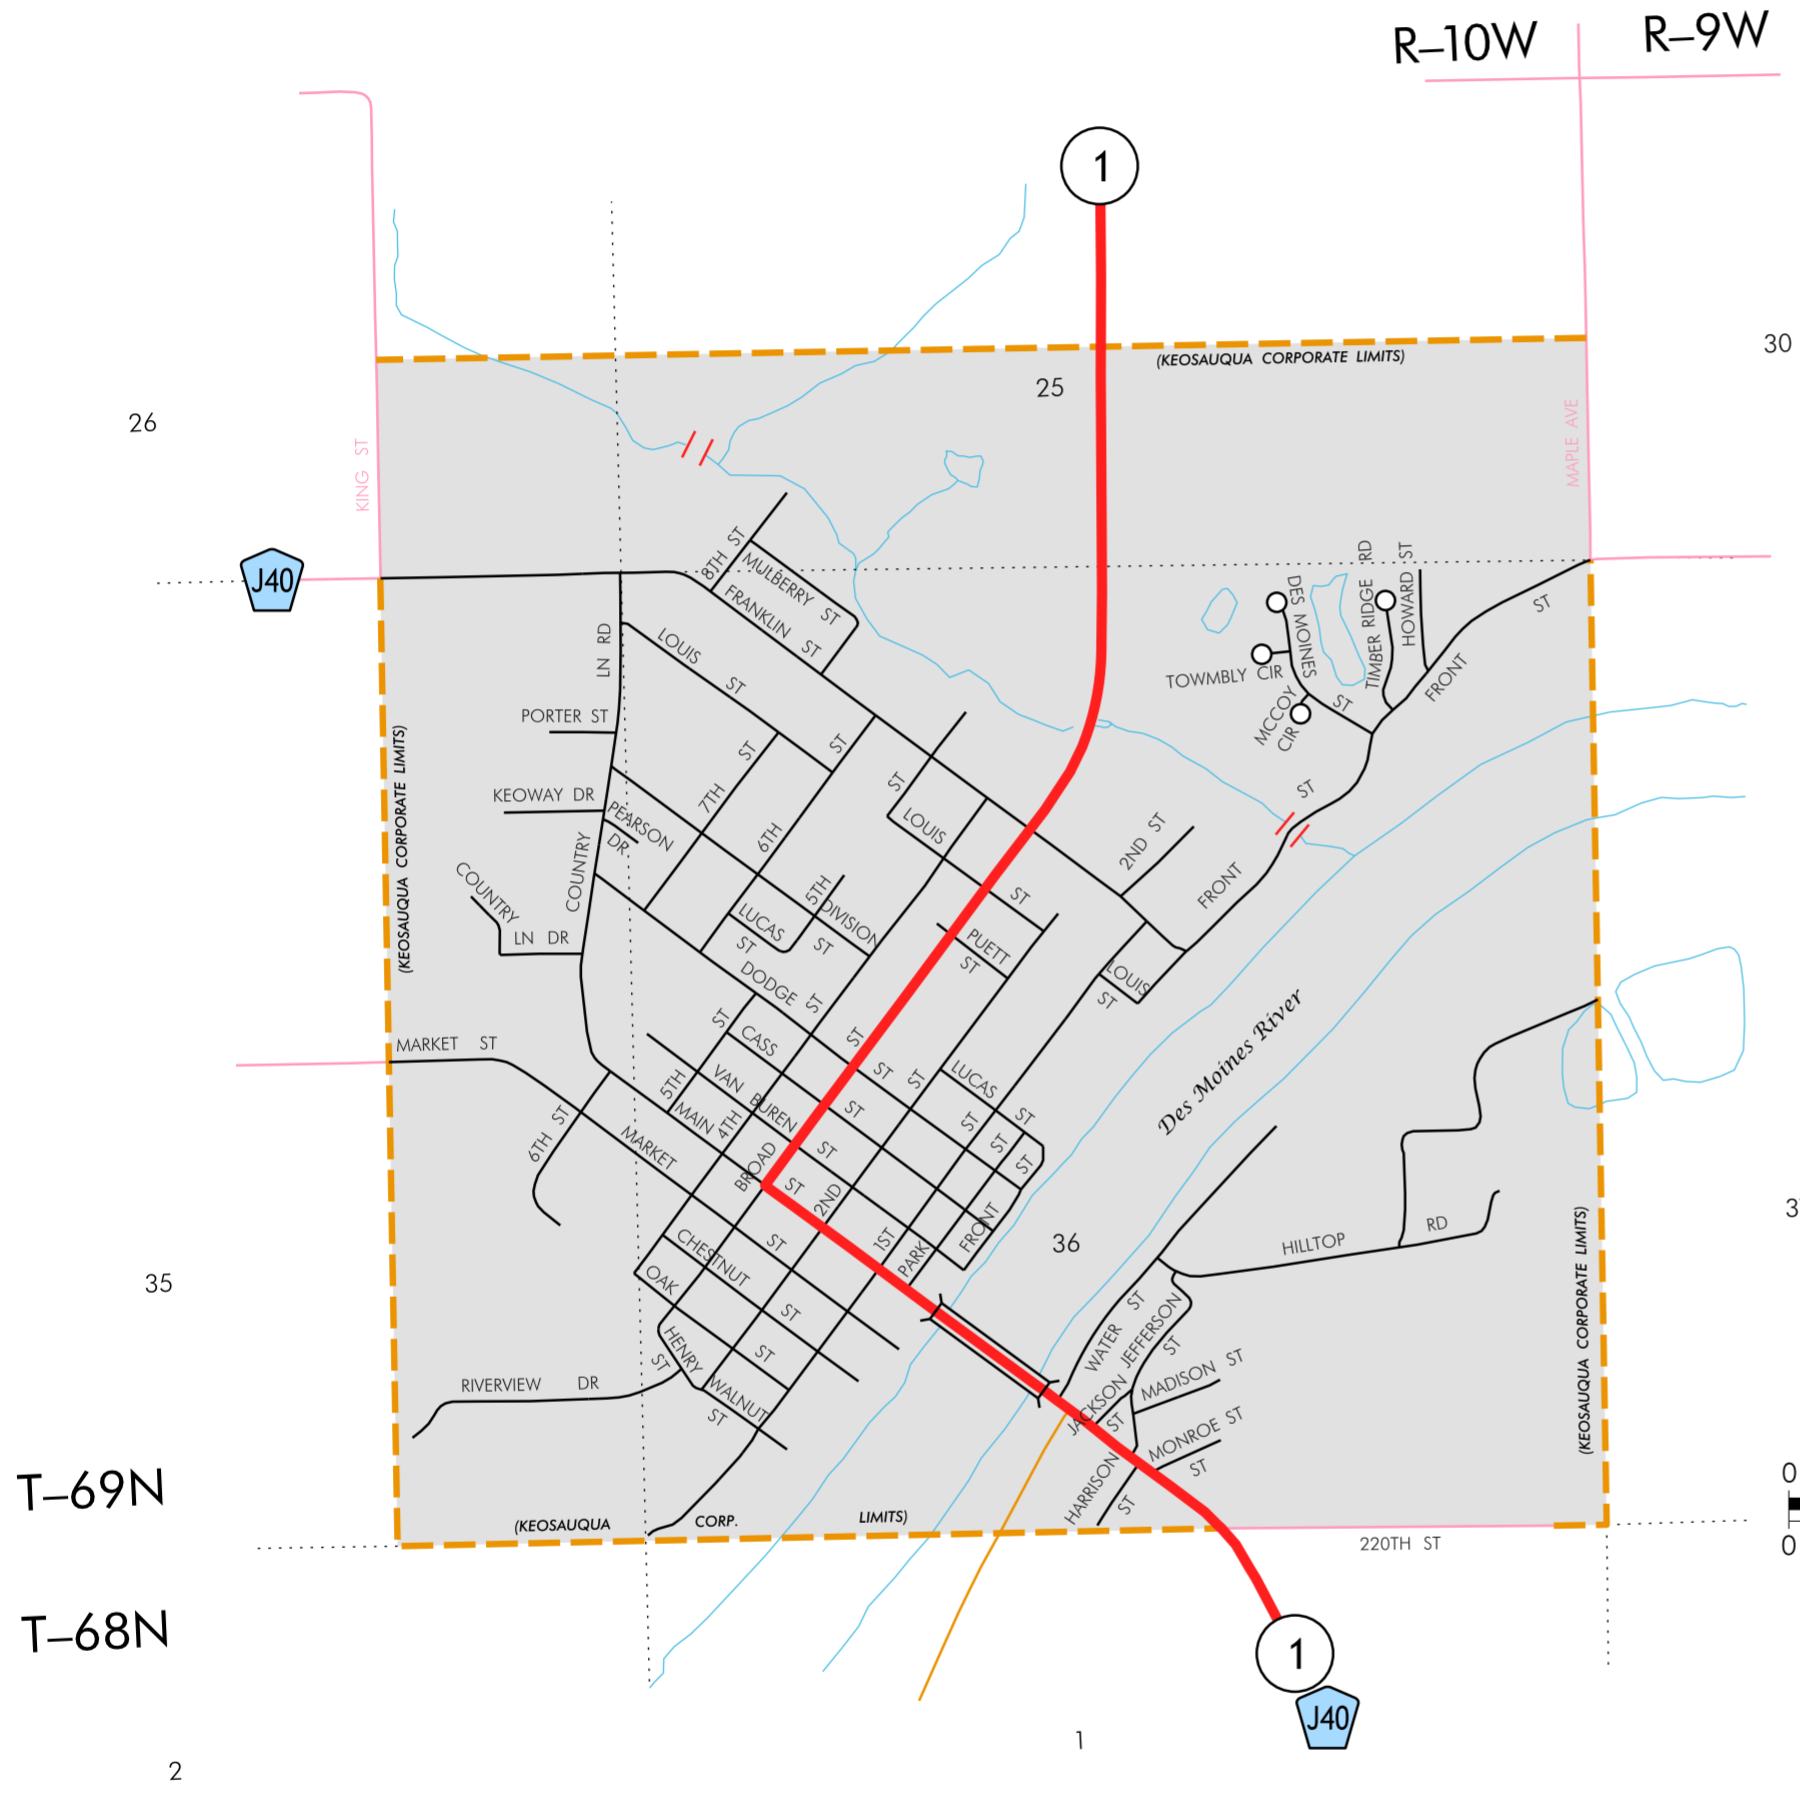 R–10W
R–9W
1
(KEOSAUQUA CORPORATE LIMITS)
30
25
26
KING ST
MAPLE AVE
J40
8TH ST
MULBERRY ST
FRANKLIN ST
LN RD
LOUIS ST
DES MOINES ST
TIMBER RIDGE RD
HOWARD ST
FRONT ST
TOWMBLY CIR
MCCOY CIR
PORTER ST
7TH ST
6TH ST
ST
LOUIS ST
2ND ST
ST
KEOWAY DR
PEARSON DR
COUNTRY
(KEOSAUQUA CORPORATE LIMITS)
COUNTRY
LN DR
5TH
LUCAS ST
DIVISION ST
FRONT
PUETT ST
LOUIS ST
DODGE ST
ST
ST
MARKET ST
5TH ST
CASS ST
VAN BUREN ST
MAIN ST
4TH
BROAD
2ND ST
LUCAS ST
1ST ST
PARK ST
FRONT ST
Des Moines River
6TH ST
MARKET ST
36
HILLTOP RD
35
3
CHESTNUT ST
OAK ST
HENRY ST
WALNUT ST
RIVERVIEW DR
WATER ST
JEFFERSON ST
JACKSON ST
MADISON ST
MONROE ST
ST
HARRISON ST
(KEOSAUQUA CORPORATE LIMITS)
T–69N
0
(KEOSAUQUA CORP. LIMITS)
220TH ST
0
T–68N
1
J40
1
2